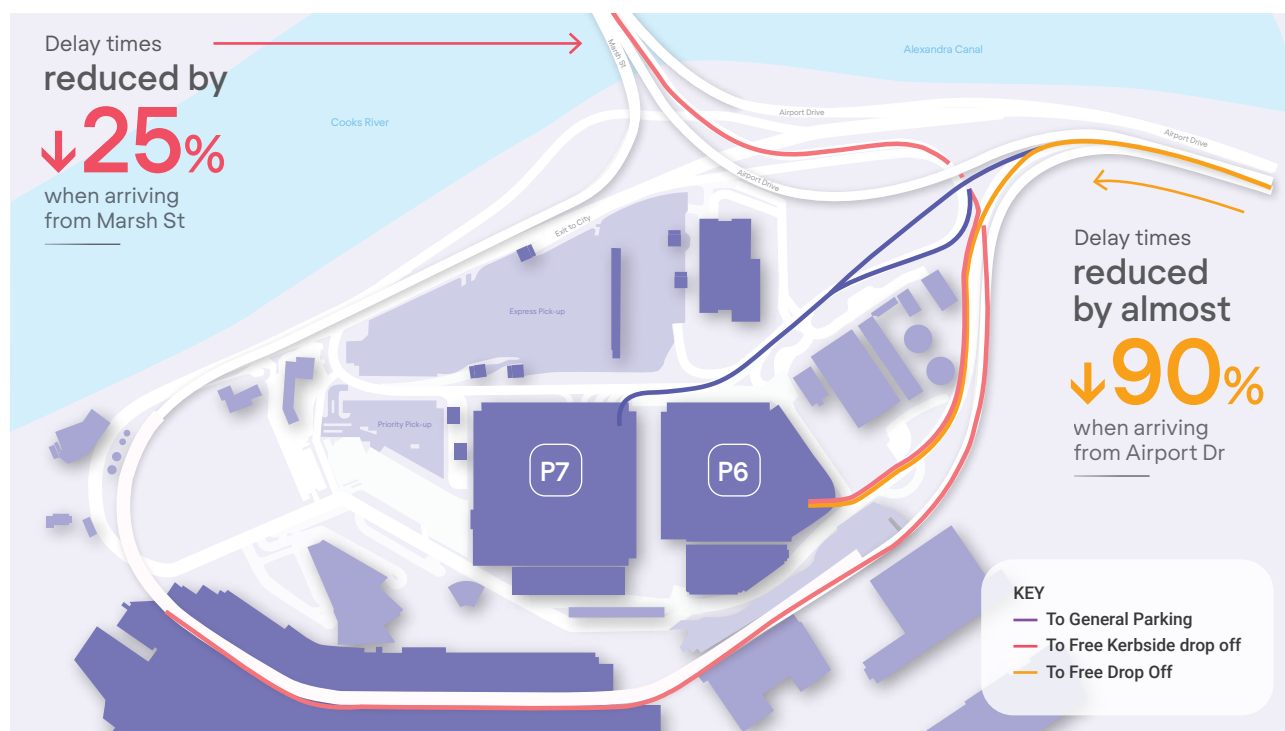 Delay times
reduced by
↓25%
when arriving
from Marsh St
Marsh St
Alexandra Canal
Cooks River
Airport Drive
Airport Drive
Airport Drive
Exit to City
Express Pick-up
Priority Pick-up
P7
P6
Delay times
reduced
by almost
↓90%
when arriving
from Airport Dr
KEY
To General Parking
To Free Kerbside drop off
To Free Drop Off